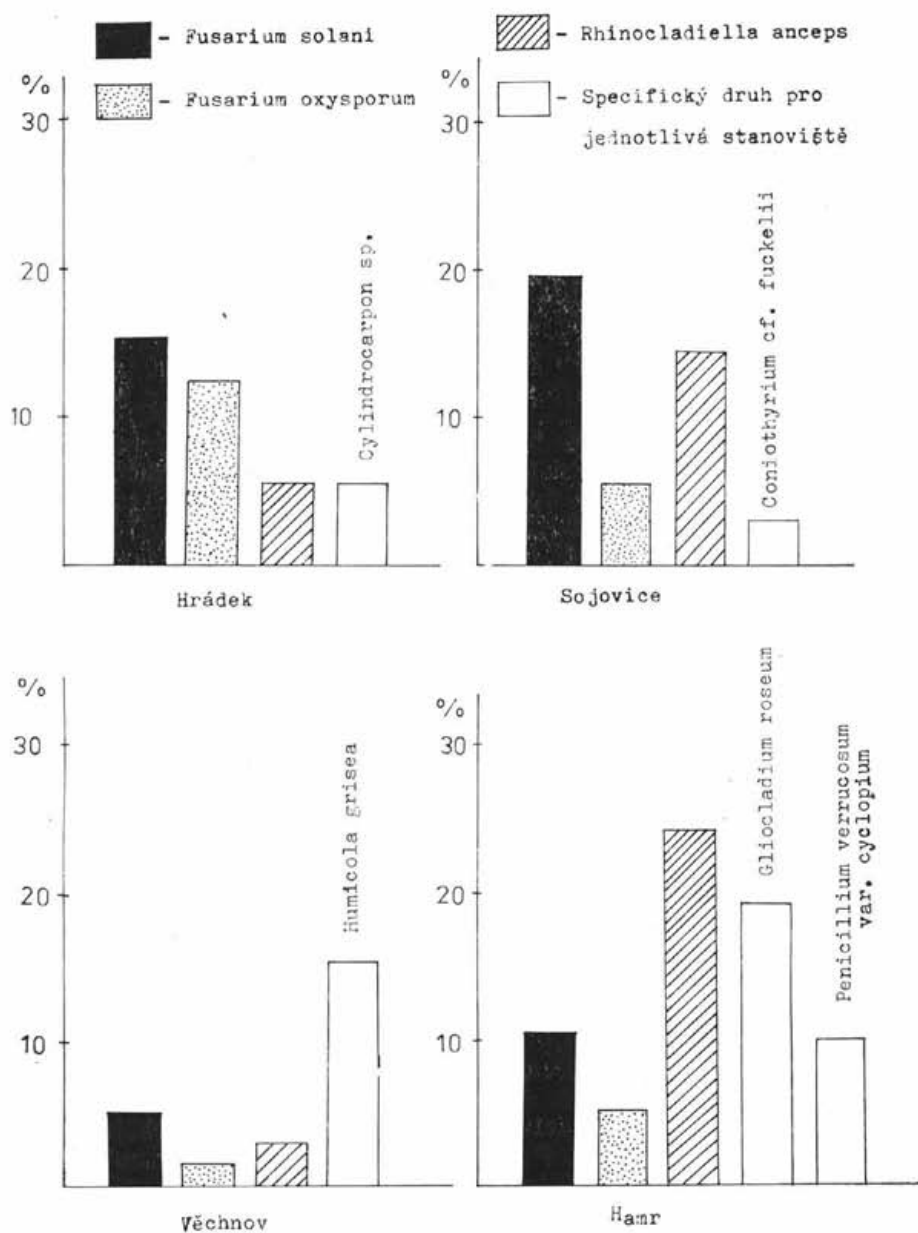 - Fusarium solani
- Fusarium oxysporum
- Rhinocladiella anceps
- Specifický druh pro
jednotlivá stanoviště
%
30
20
10
Cylindrocarpon sp.
Hrádek
%
30
20
10
Coniothyrium cf. fuckelii
Sojovice
%
30
20
10
Humicola grisea
Věchnov
%
30
20
10
Gliocladium roseum
Penicillium verrucosum
var. cyclopium
Hamr